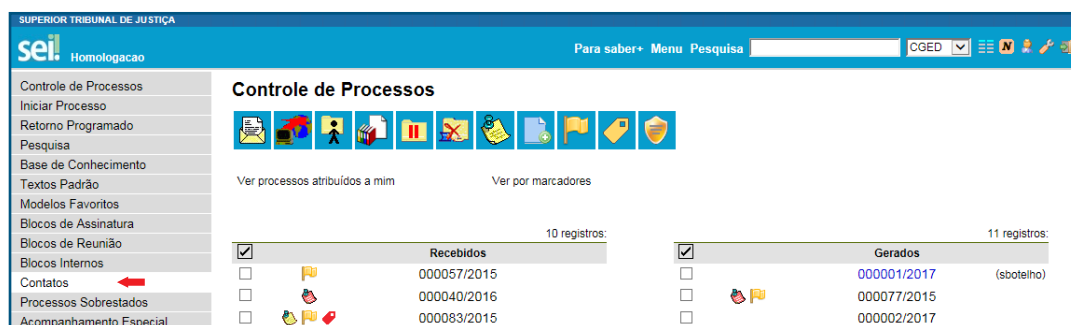 SUPERIOR TRIBUNAL DE JUSTIÇA
sei! Homologacao
Para saber+ Menu Pesquisa CGED N
Controle de Processos
Iniciar Processo
Retorno Programado
Pesquisa
Base de Conhecimento
Textos Padrão
Modelos Favoritos
Blocos de Assinatura
Blocos de Reunião
Blocos Internos
Contatos
Processos Sobrestados
Acompanhamento Especial
Controle de Processos
Ver processos atribuídos a mim Ver por marcadores
10 registros:
Recebidos
000057/2015
000040/2016
000083/2015
11 registros:
Gerados
000001/2017 (sbotelho)
000077/2015
000002/2017